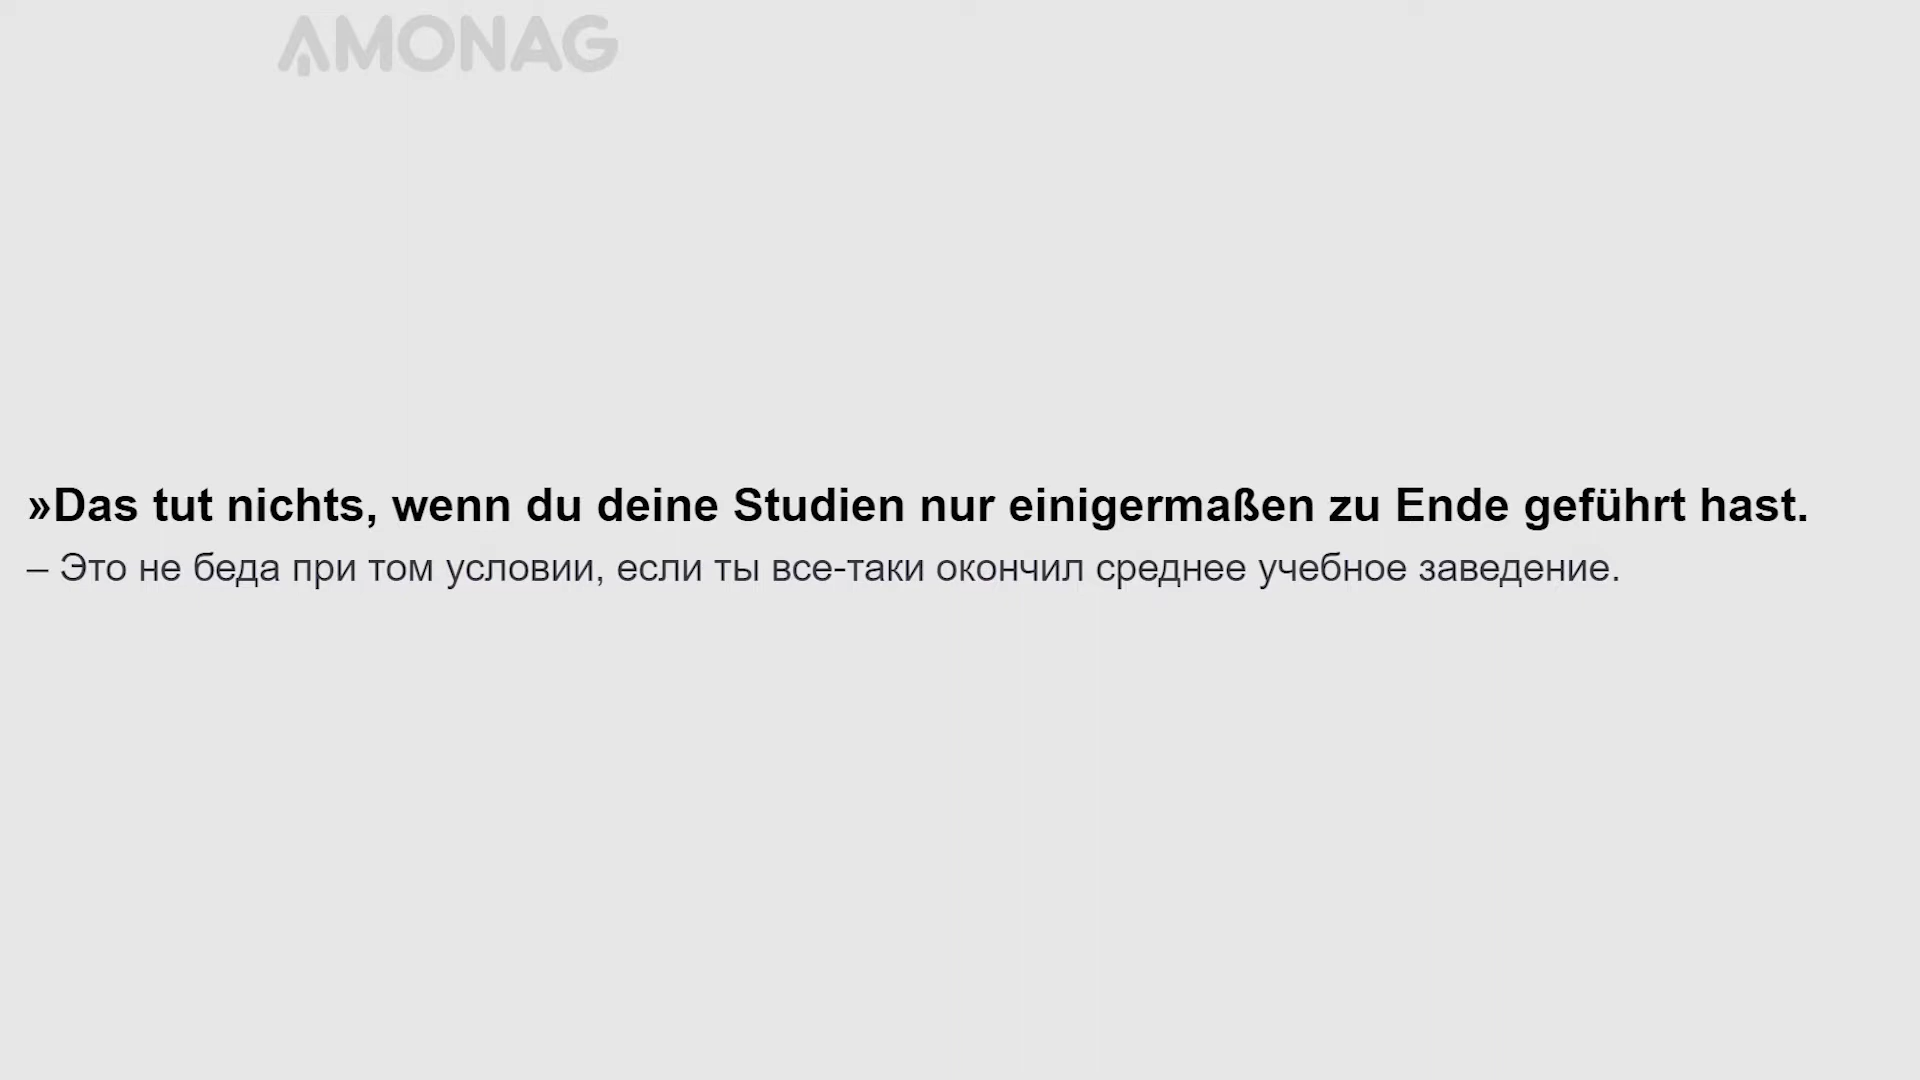 AMONAG
»Das tut nichts, wenn du deine Studien nur einigermaßen zu Ende geführt hast.
– Это не беда при том условии, если ты все-таки окончил среднее учебное заведение.